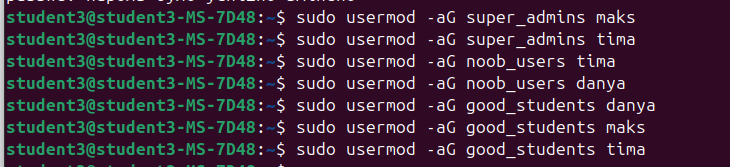 student3@student3-MS-7D48:~$ sudo usermod -aG super_admins maks
student3@student3-MS-7D48:~$ sudo usermod -aG super_admins tima
student3@student3-MS-7D48:~$ sudo usermod -aG noob_users tima
student3@student3-MS-7D48:~$ sudo usermod -aG noob_users danya
student3@student3-MS-7D48:~$ sudo usermod -aG good_students danya
student3@student3-MS-7D48:~$ sudo usermod -aG good_students maks
student3@student3-MS-7D48:~$ sudo usermod -aG good_students tima